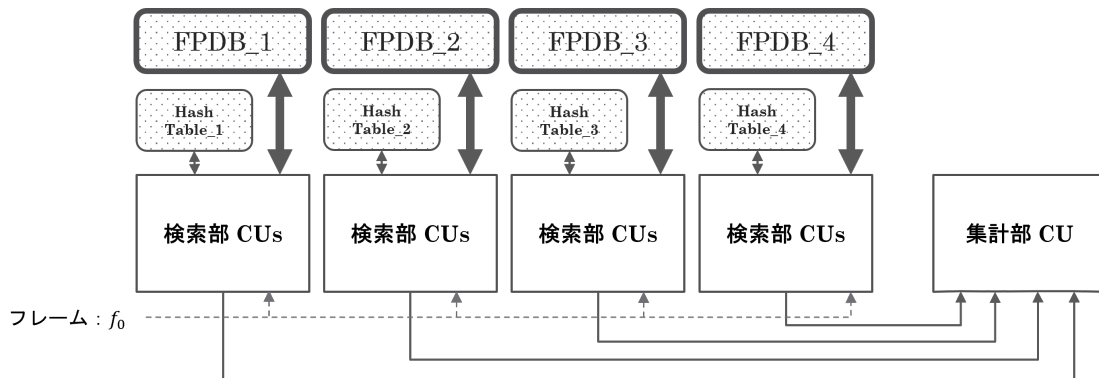 FPDB_1
FPDB_2
FPDB_3
FPDB_4
Hash
Table_1
Hash
Table_2
Hash
Table_3
Hash
Table_4
検索部 CUs
検索部 CUs
検索部 CUs
検索部 CUs
集計部 CU
フレーム : f₀